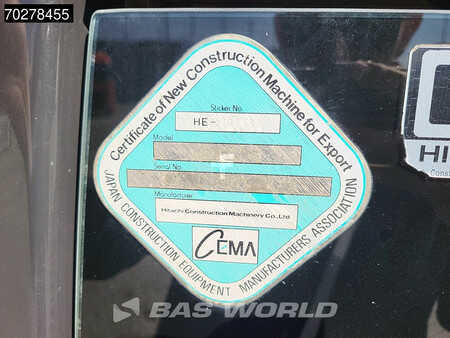 70278455
Certificate of New Construction Machine for Export
Sticker No.
HE-
Model
Serial No.
F
Manufacturer
Hitachi Construction Machinery Co., Ltd
CEMA
JAPAN CONSTRUCTION EQUIPMENT MANUFACTURERS ASSOCIATION
HI
Const
BAS WORLD